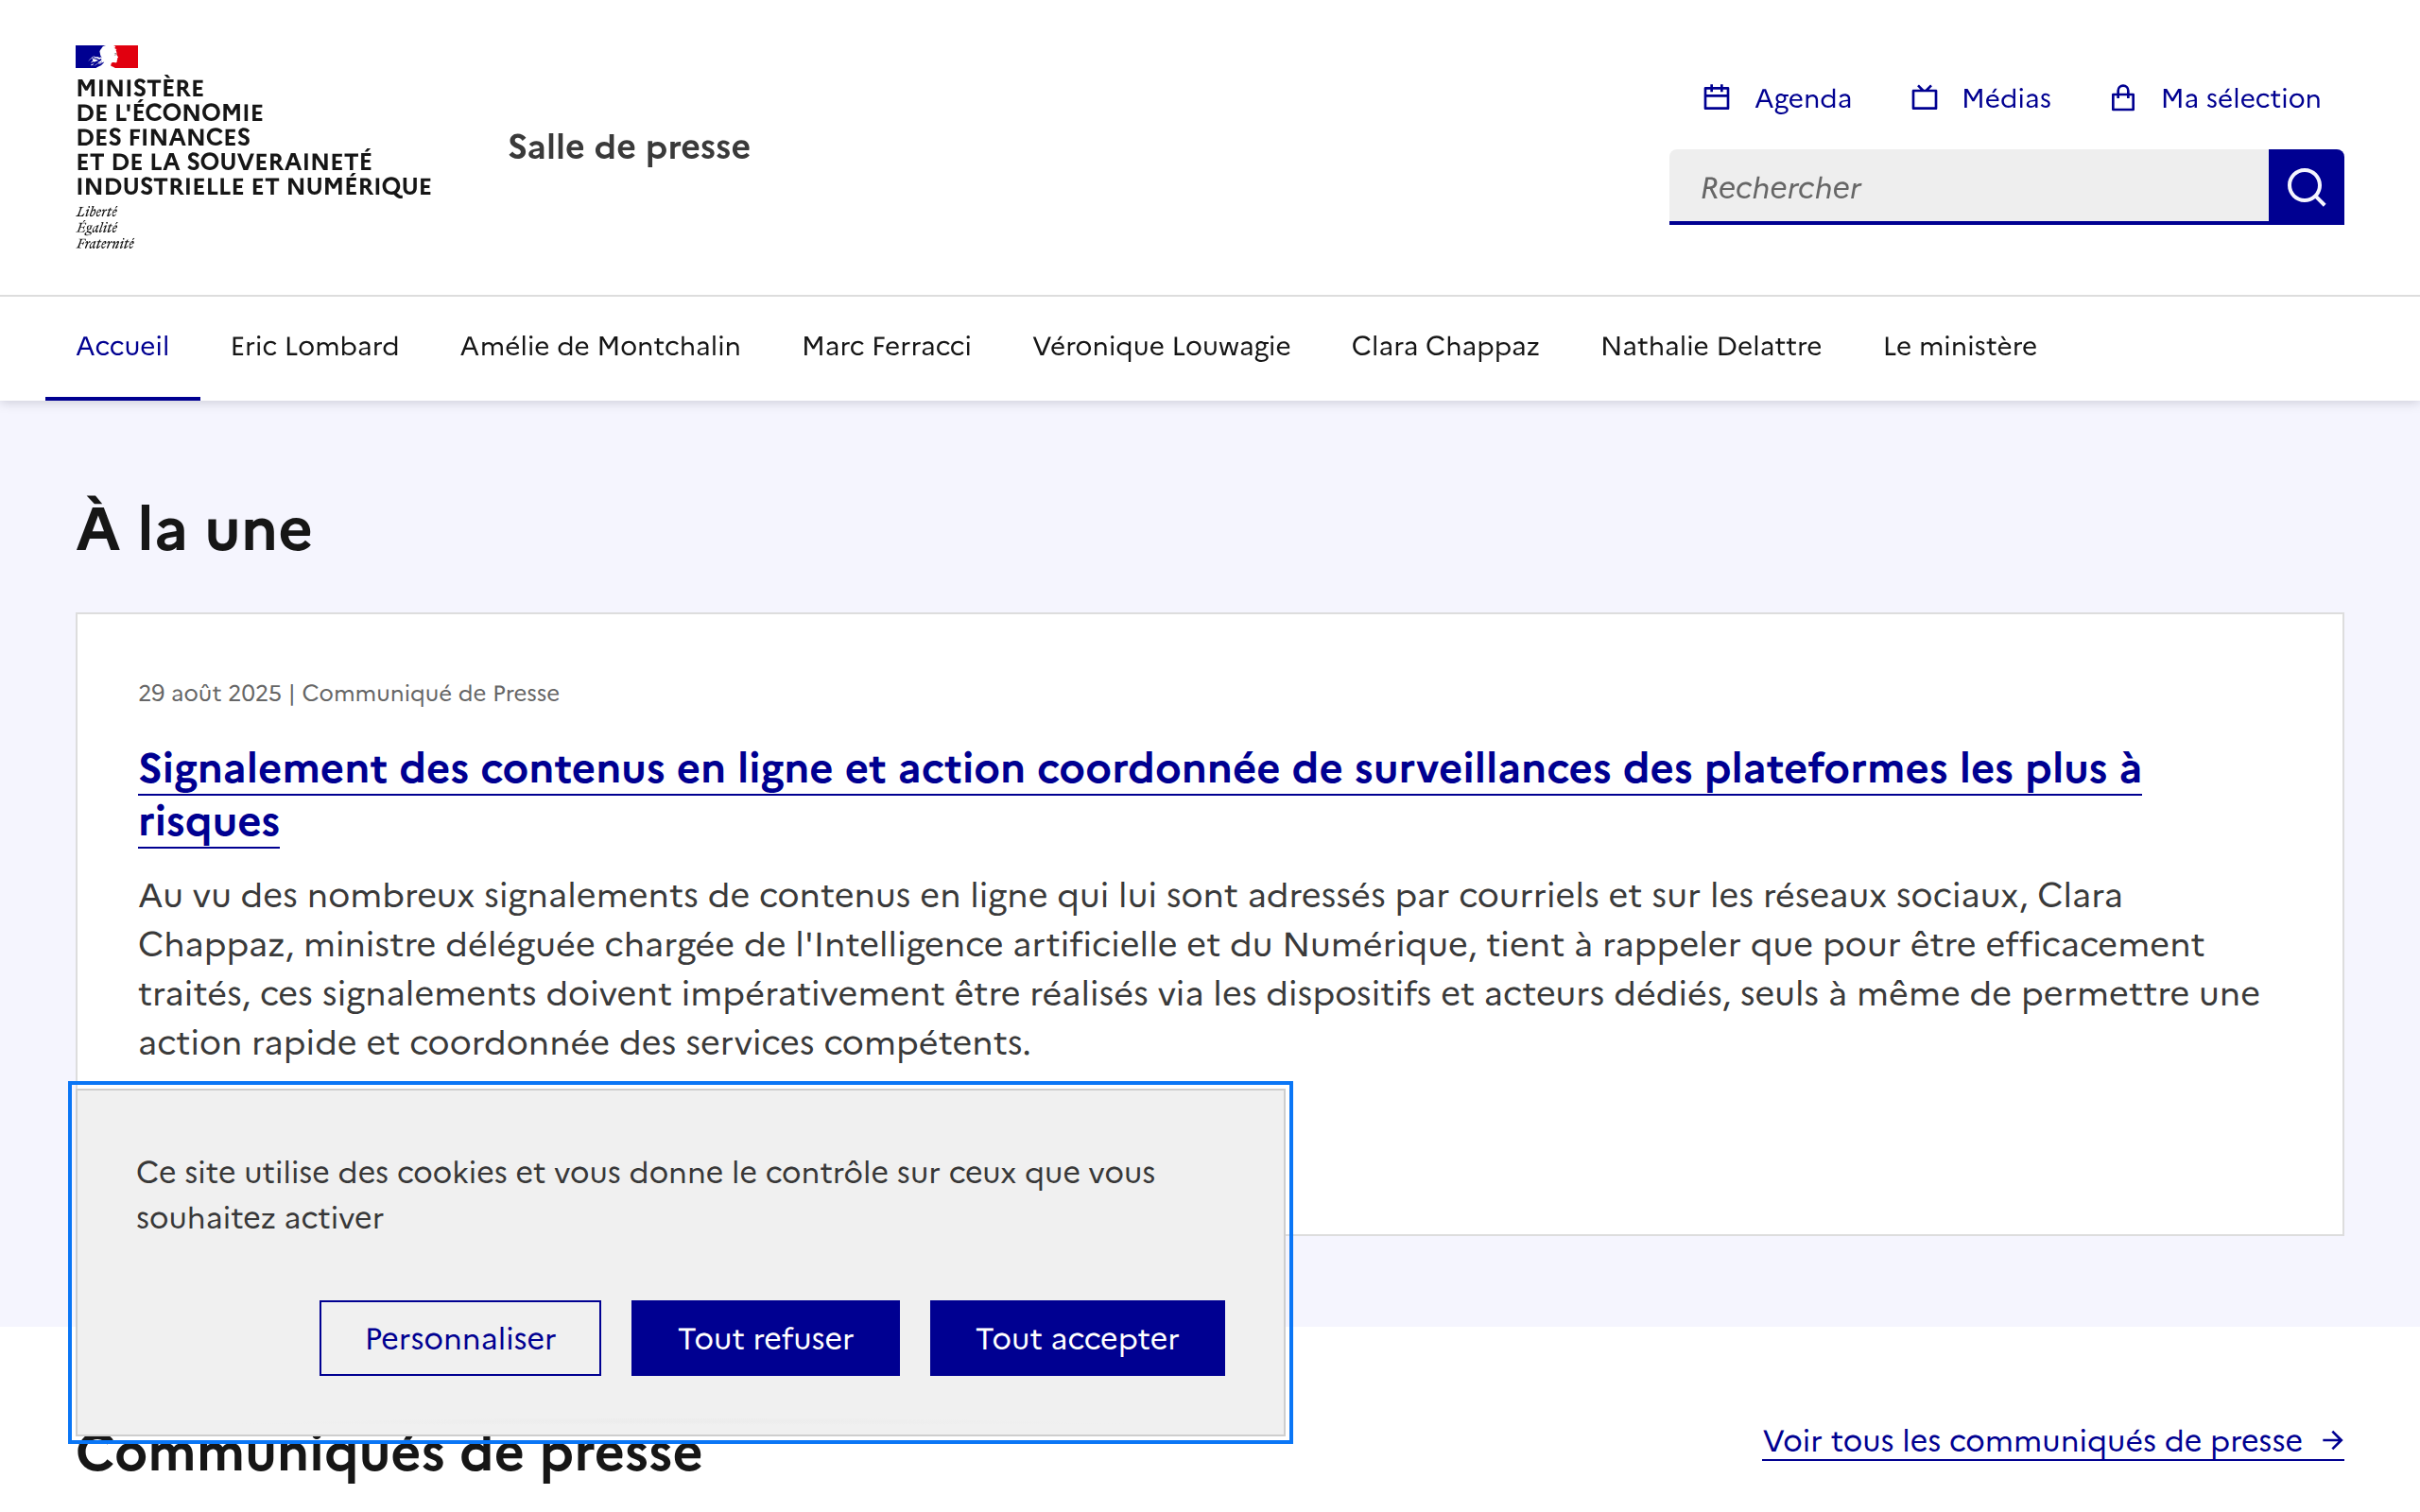 MINISTÈRE
DE L'ÉCONOMIE
DES FINANCES
ET DE LA SOUVERAINETÉ
INDUSTRIELLE ET NUMÉRIQUE
Liberté
Égalité
Fraternité
Salle de presse
Agenda
Médias
Ma sélection
Rechercher
Accueil
Eric Lombard
Amélie de Montchalin
Marc Ferracci
Véronique Louwagie
Clara Chappaz
Nathalie Delattre
Le ministère
À la une
29 août 2025 | Communiqué de Presse
Signalement des contenus en ligne et action coordonnée de surveillances des plateformes les plus à
risques
Au vu des nombreux signalements de contenus en ligne qui lui sont adressés par courriels et sur les réseaux sociaux, Clara
Chappaz, ministre déléguée chargée de l'Intelligence artificielle et du Numérique, tient à rappeler que pour être efficacement
traités, ces signalements doivent impérativement être réalisés via les dispositifs et acteurs dédiés, seuls à même de permettre une
action rapide et coordonnée des services compétents.
Ce site utilise des cookies et vous donne le contrôle sur ceux que vous
souhaitez activer
Personnaliser
Tout refuser
Tout accepter
Communiqués de presse
Voir tous les communiqués de presse